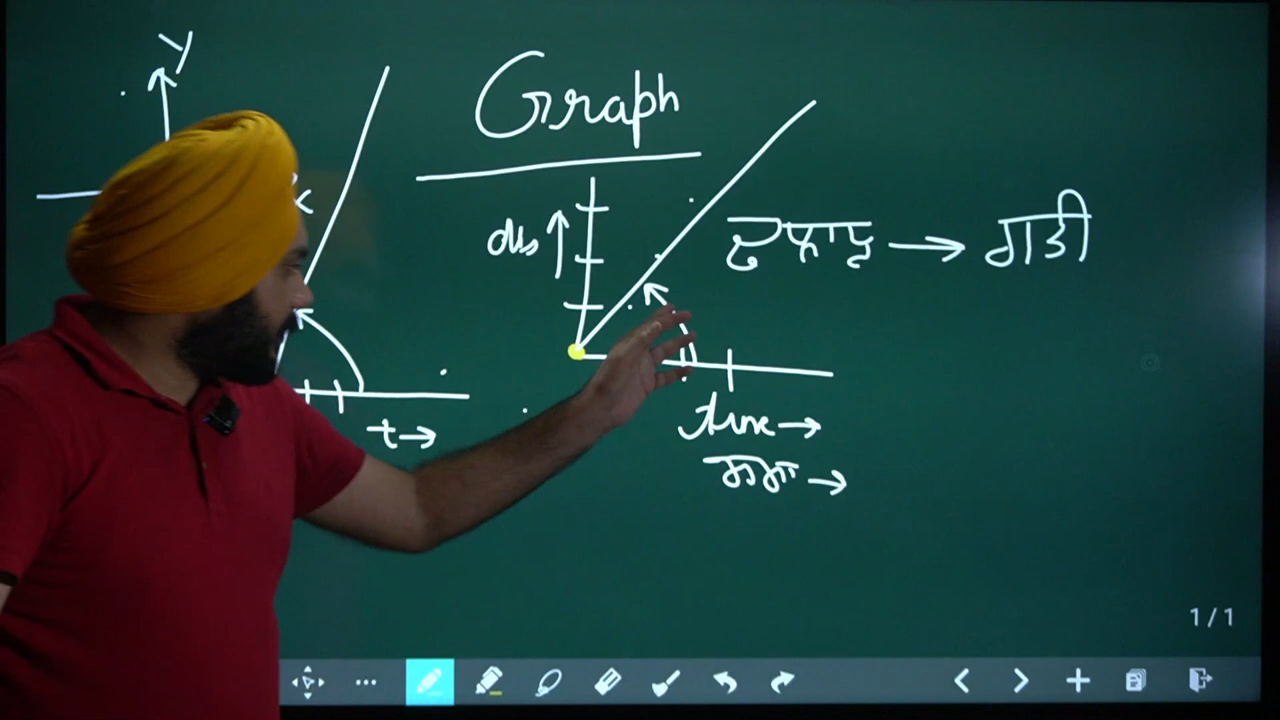 Y
Graph
x
dis ↑
ਢਲਾਣ → ਗਤੀ
t →
time →
ਸਮਾ →
1 / 1